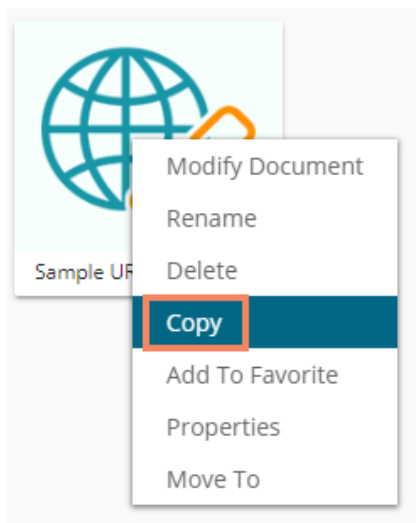 Modify Document
Rename
Sample UR
Delete
Copy
Add To Favorite
Properties
Move To